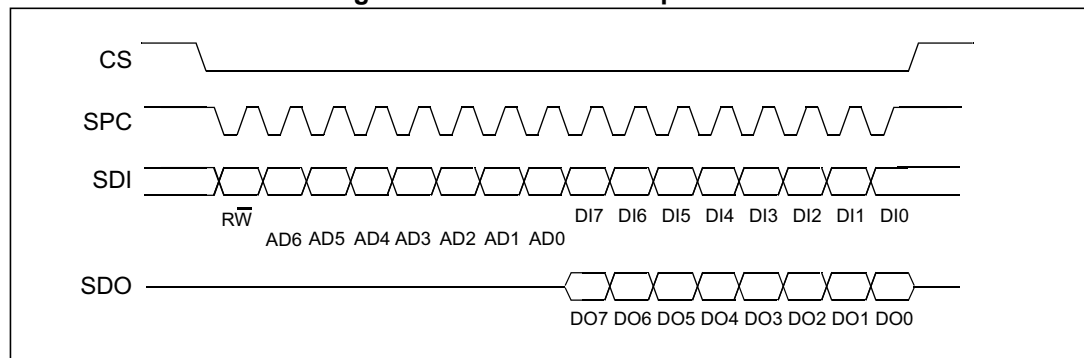 CS
SPC
SDI
RW̅
DI7 DI6 DI5 DI4 DI3 DI2 DI1 DI0
AD6 AD5 AD4 AD3 AD2 AD1 AD0
SDO
DO7 DO6 DO5 DO4 DO3 DO2 DO1 DO0